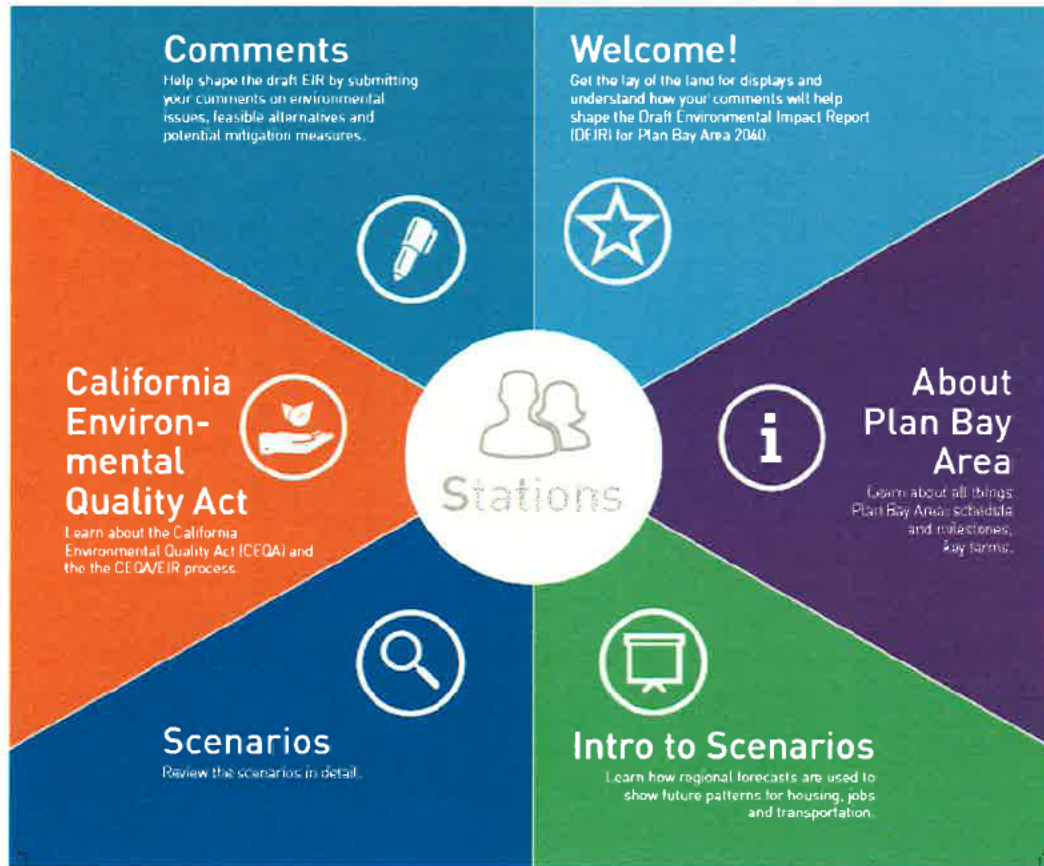 Comments
Help shape the draft EIR by submitting
your comments on environmental
issues, feasible alternatives and
potential mitigation measures.
Welcome!
Get the lay of the land for displays and
understand how your comments will help
shape the Draft Environmental Impact Report
(DEIR) for Plan Bay Area 2040.
California
Environ-
mental
Quality Act
Learn about the California
Environmental Quality Act (CEQA) and
the the CEQA/EIR process.
Stations
i
About
Plan Bay
Area
Learn about all things
Plan Bay Area: schedule
and milestones,
key terms.
Scenarios
Review the scenarios in detail.
Intro to Scenarios
Learn how regional forecasts are used to
show future patterns for housing, jobs
and transportation.